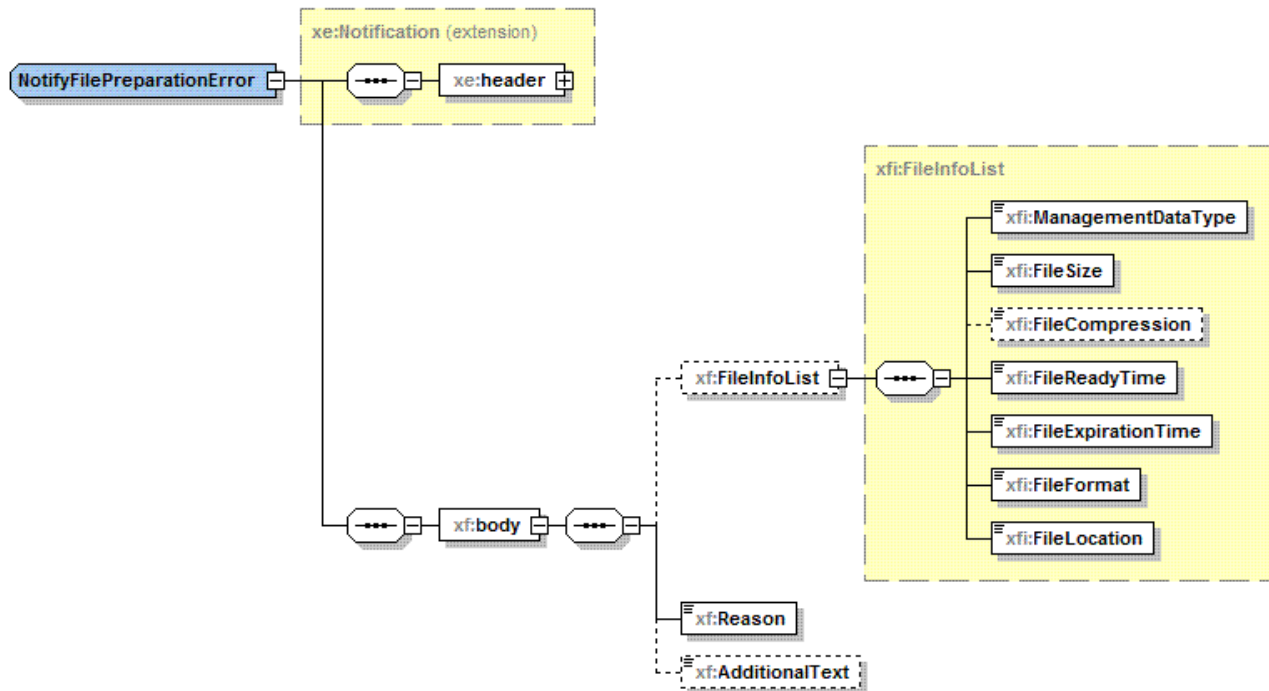 xe:Notification (extension)
NotifyFilePreparationError
xe:header
xfi:FileInfoList
xfi:ManagementDataType
xfi:FileSize
xfi:FileCompression
xf:FileInfoList
xfi:FileReadyTime
xfi:FileExpirationTime
xfi:FileFormat
xf:body
xfi:FileLocation
xf:Reason
xf:AdditionalText